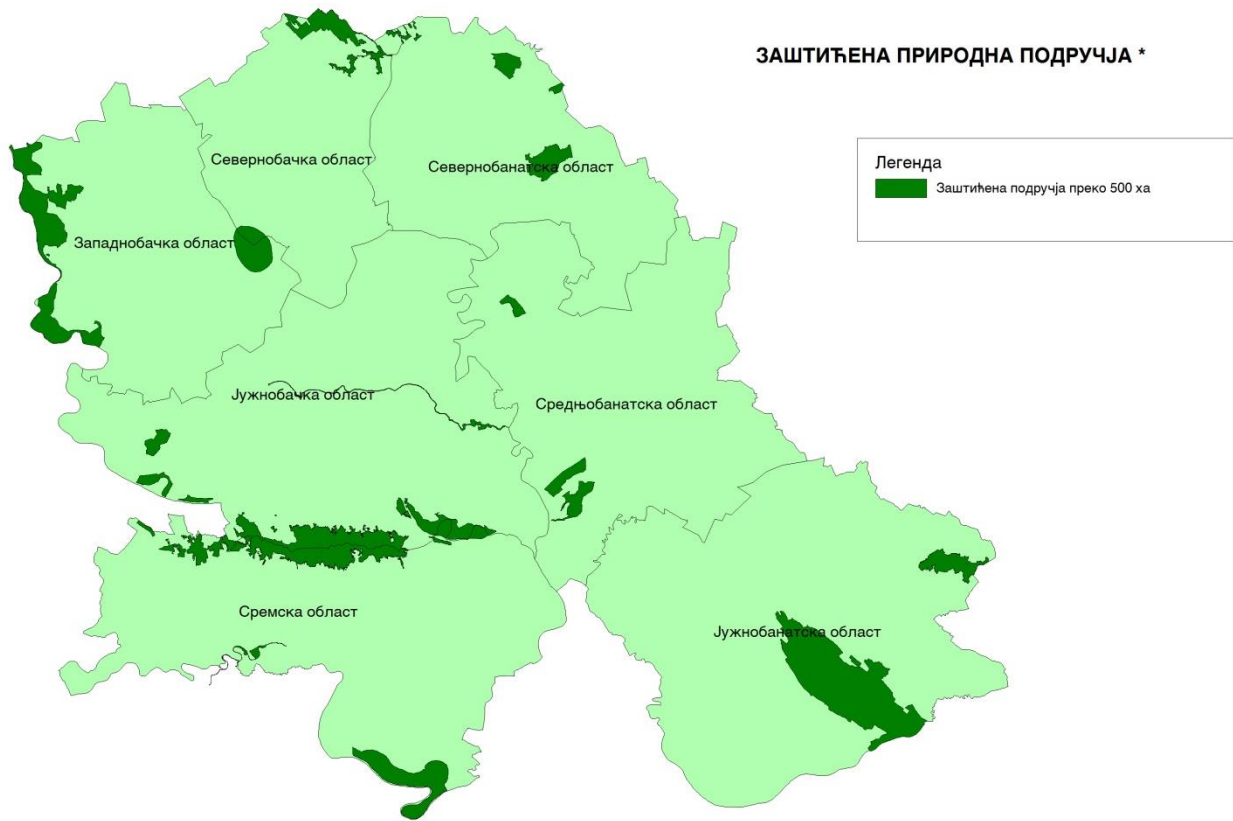 ЗАШТИЋЕНА ПРИРОДНА ПОДРУЧЈА *
Легенда
Заштићена подручја преко 500 ха
Севернобачка област
Севернобанатска област
Западнобачка област
Јужнобачка област
Средњобанатска област
Сремска област
Јужнобанатска област